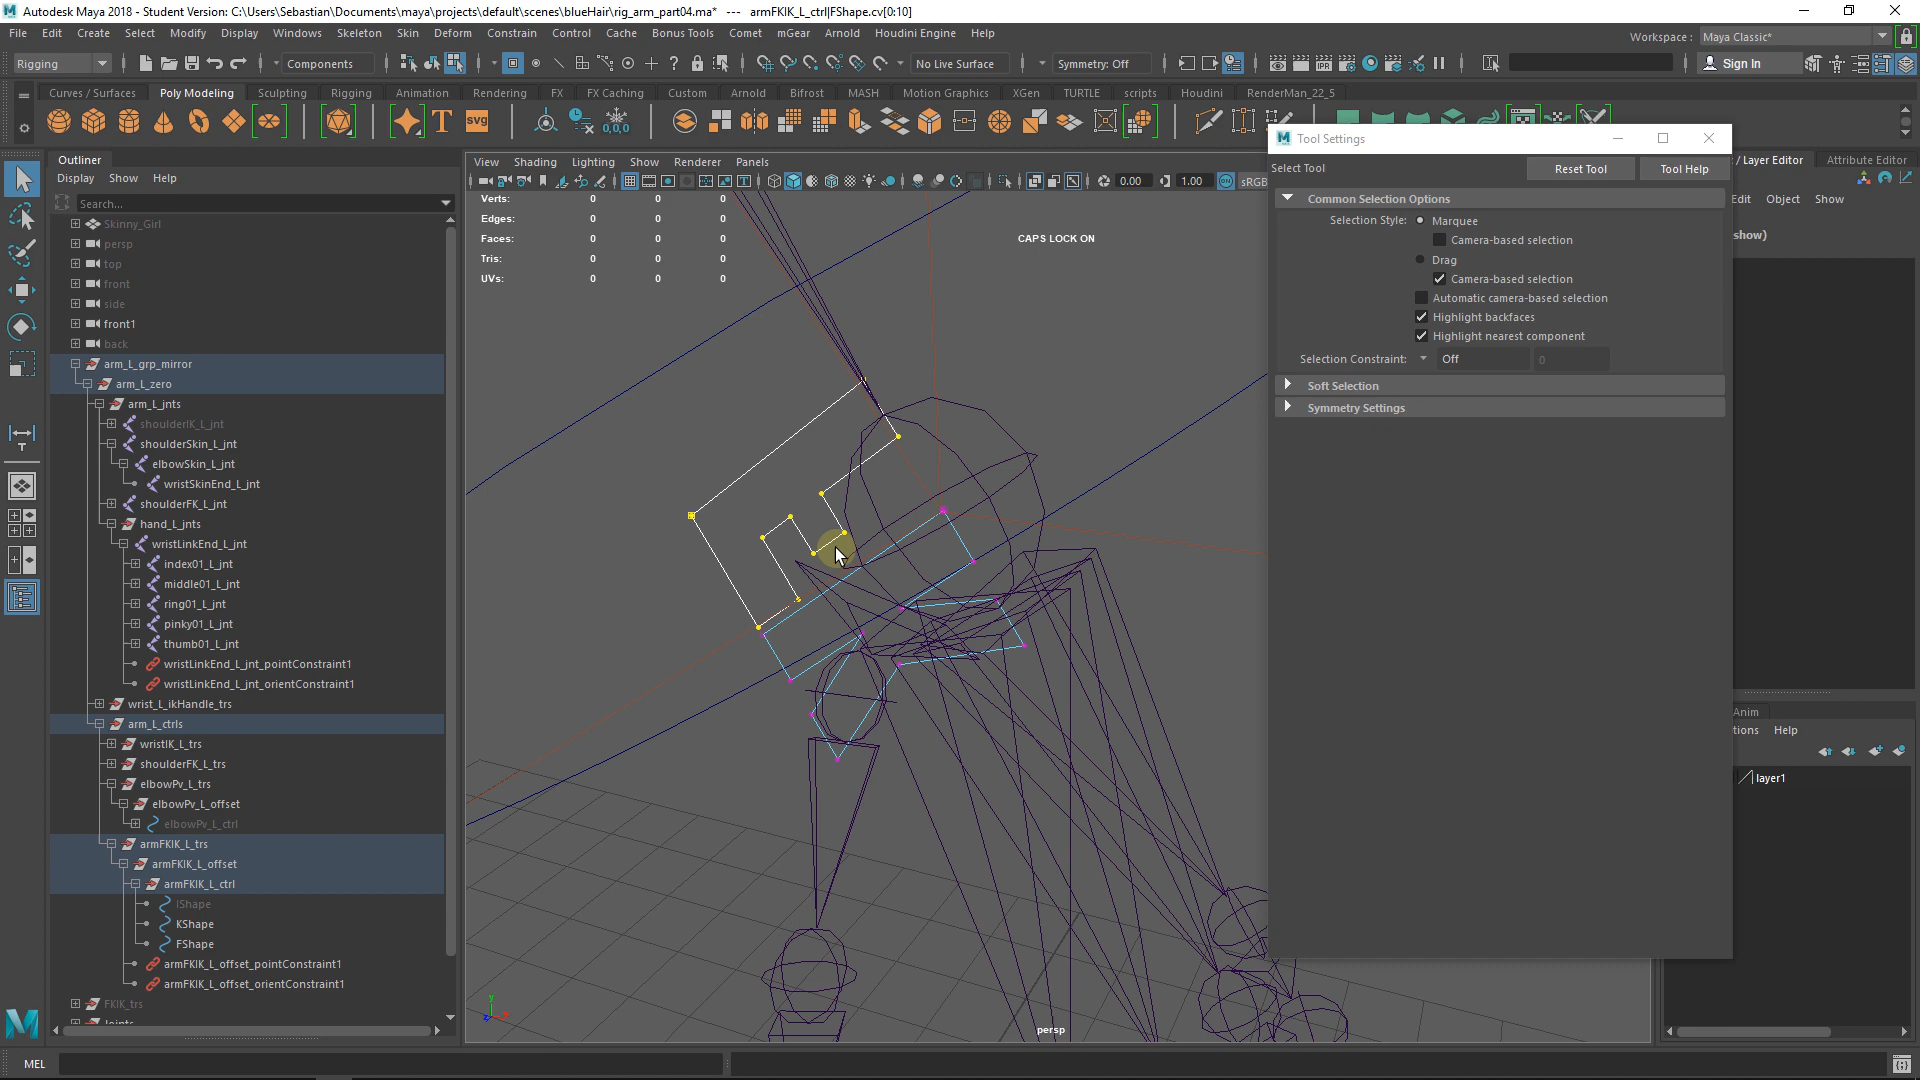 Autodesk Maya 2018 - Student Version: C:\Users\Sebastian\Documents\maya\projects\default\scenes\blueHair\rig_arm_part04.ma* --- armFKIK_L_ctrl|FShape.cv[0:10]
File Edit Create Select Modify Display Windows Skeleton Skin Deform Constrain Control Cache Bonus Tools Comet mGear Arnold Houdini Engine Help
Workspace : Maya Classic*
Rigging Components No Live Surface Symmetry: Off Sign In
Curves / Surfaces Poly Modeling Sculpting Rigging Animation Rendering FX FX Caching Custom Arnold Bifrost MASH Motion Graphics XGen TURTLE scripts Houdini RenderMan_22_5
Outliner
Display Show Help
Search...
Skinny_Girl
persp
top
front
side
front1
back
arm_L_grp_mirror
arm_L_zero
arm_L_jnts
shoulderIK_L_jnt
shoulderSkin_L_jnt
elbowSkin_L_jnt
wristSkinEnd_L_jnt
shoulderFK_L_jnt
hand_L_jnts
wristLinkEnd_L_jnt
index01_L_jnt
middle01_L_jnt
ring01_L_jnt
pinky01_L_jnt
thumb01_L_jnt
wristLinkEnd_L_jnt_pointConstraint1
wristLinkEnd_L_jnt_orientConstraint1
wrist_L_ikHandle_trs
arm_L_ctrls
wristIK_L_trs
shoulderFK_L_trs
elbowPv_L_trs
elbowPv_L_offset
elbowPv_L_ctrl
armFKIK_L_trs
armFKIK_L_offset
armFKIK_L_ctrl
IShape
KShape
FShape
armFKIK_L_offset_pointConstraint1
armFKIK_L_offset_orientConstraint1
FKIK_trs
View Shading Lighting Show Renderer Panels
0.00 1.00 sRGB
Verts: 0 0 0
Edges: 0 0 0
Faces: 0 0 0
Tris: 0 0 0
UVs: 0 0 0
CAPS LOCK ON
persp
Tool Settings
Select Tool Reset Tool Tool Help
Common Selection Options
Selection Style: Marquee
Camera-based selection
Drag
Camera-based selection
Automatic camera-based selection
Highlight backfaces
Highlight nearest component
Selection Constraint: Off 0
Soft Selection
Symmetry Settings
/ Layer Editor Attribute Editor
Edit Object Show
show)
Anim
tions Help
layer1
MEL